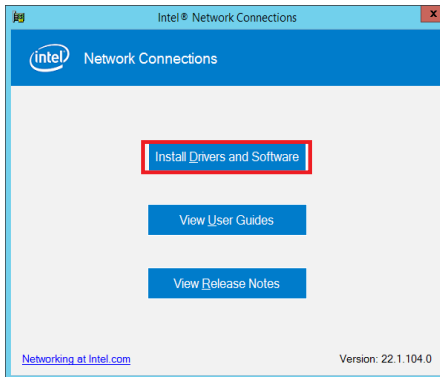 Intel® Network Connections
x
intel Network Connections
Install Drivers and Software
View User Guides
View Release Notes
Networking at Intel.com Version: 22.1.104.0